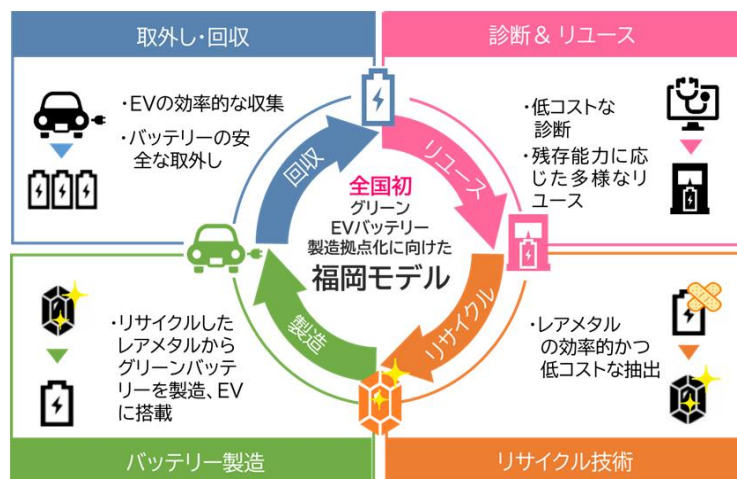 取外し・回収
・EVの効率的な収集
・バッテリーの安
全な取外し
診断& リユース
・低コストな
診断
・残存能力に応
じた多様なリ
ユース
回収
リユース
全国初
グリーン
EVバッテリー
製造拠点化に向けた
福岡モデル
製造
リサイクル
・リサイクルした
レアメタルから
グリーンバッテ
リーを製造、EV
に搭載
バッテリー製造
・レアメタル
の効率的かつ
低コストな抽出
リサイクル技術